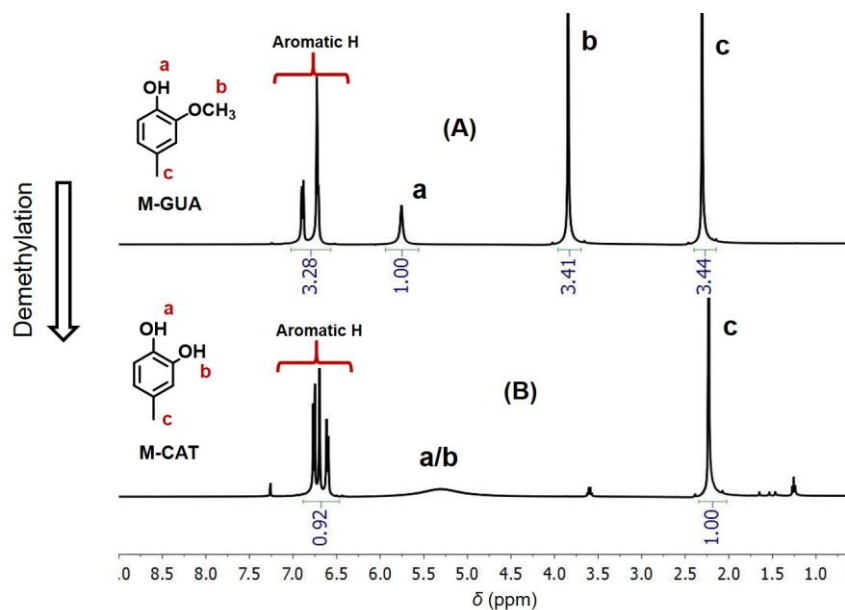 Aromatic H
a
OH
b
OCH3
c
M-GUA
(A)
a
b
c
3.28
1.00
3.41
3.44
Demethylation
Aromatic H
a
OH
OH
b
c
M-CAT
(B)
a/b
c
0.92
1.00
.0 8.5 8.0 7.5 7.0 6.5 6.0 5.5 5.0 4.5 4.0 3.5 3.0 2.5 2.0 1.5 1.0
δ (ppm)